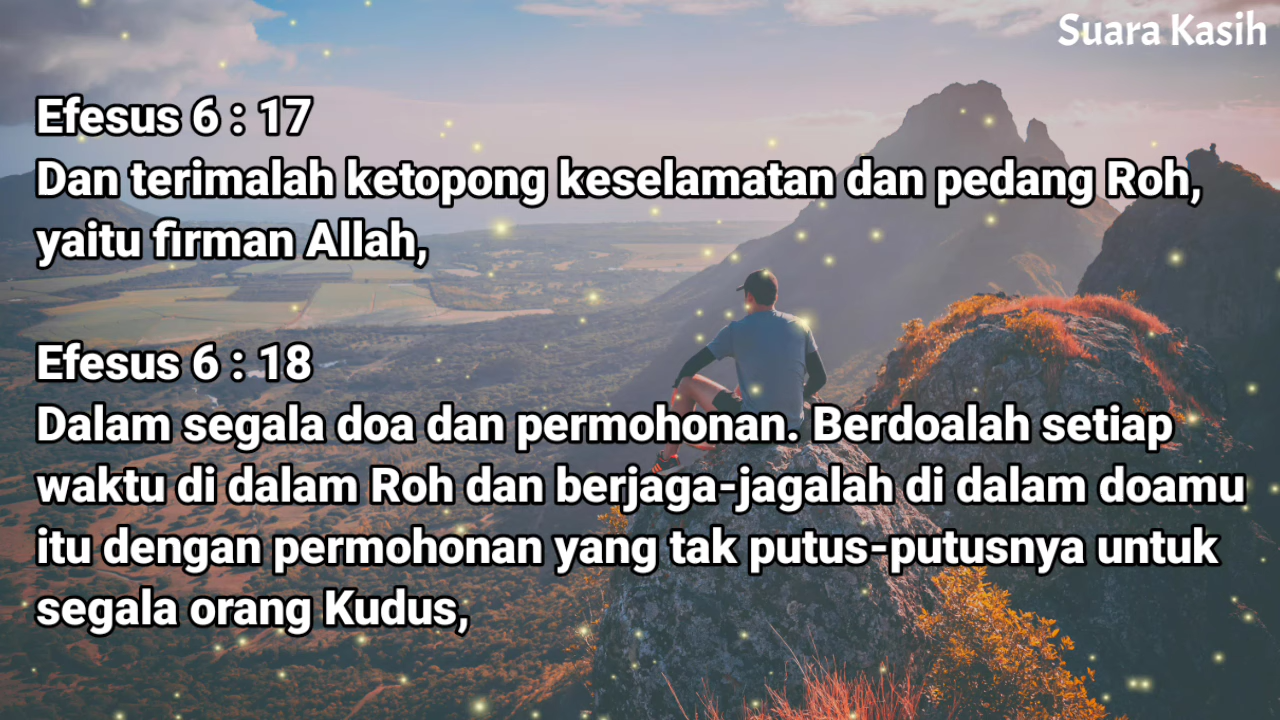 Suara Kasih
Efesus 6 : 17
Dan terimalah ketopong keselamatan dan pedang Roh,
yaitu firman Allah,
Efesus 6 : 18
Dalam segala doa dan permohonan. Berdoalah setiap
waktu di dalam Roh dan berjaga-jagalah di dalam doamu
itu dengan permohonan yang tak putus-putusnya untuk
segala orang Kudus,